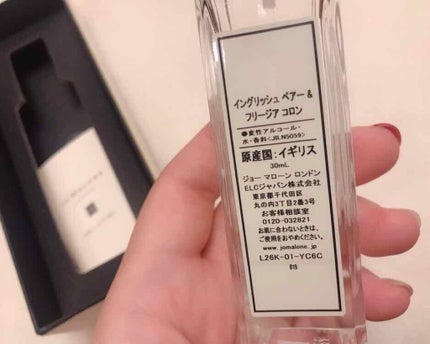 イングリッシュ ペアー &
フリージア コロン
●変性アルコール・
水・香料<JILN5059>
原産国:イギリス
30mL
ジョー マローン ロンドン
ELCジャパン株式会社
東京都千代田区
丸の内3丁目2番3号
お客様相談室
0120-032821
お肌に合わないときは、
ご使用をおやめください。
www.jomalone.jp
L26K-01-YC6C